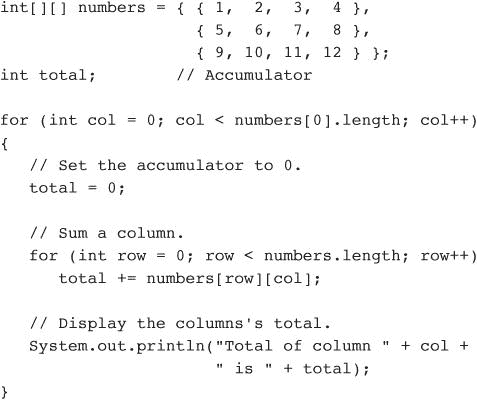 int[][] numbers = { { 1, 2, 3, 4 },
{ 5, 6, 7, 8 },
{ 9, 10, 11, 12 } };
int total; // Accumulator
for (int col = 0; col < numbers[0].length; col++)
{
// Set the accumulator to 0.
total = 0;
// Sum a column.
for (int row = 0; row < numbers.length; row++)
total += numbers[row][col];
// Display the columns's total.
System.out.println("Total of column " + col +
" is " + total);
}